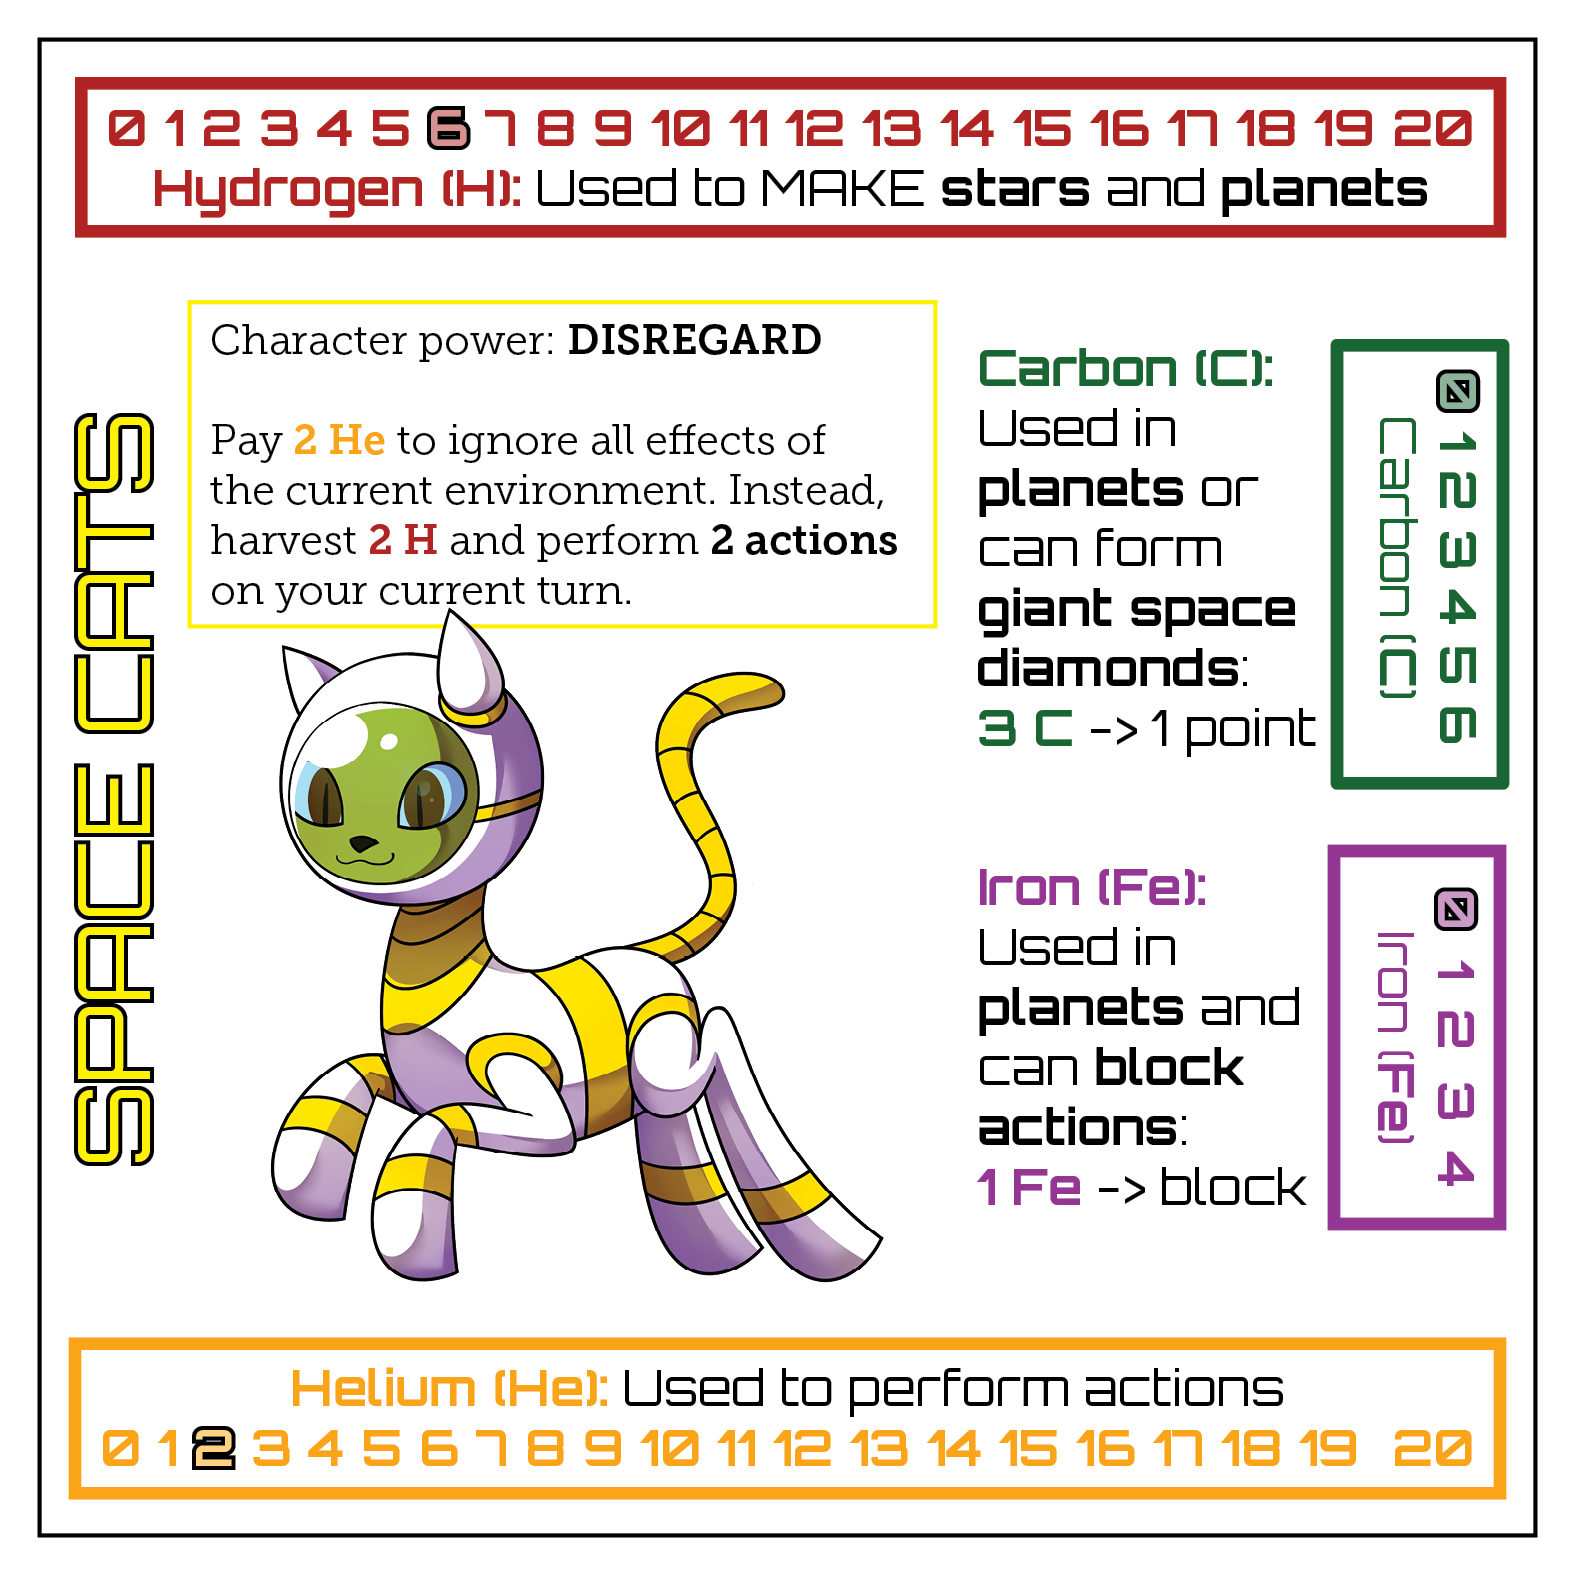 0 1 2 3 4 5 6 7 8 9 10 11 12 13 14 15 16 17 18 19 20
Hydrogen (H): Used to MAKE stars and planets
SPACE CATS
Character power: DISREGARD
Pay 2 He to ignore all effects of
the current environment. Instead,
harvest 2 H and perform 2 actions
on your current turn.
Carbon (C):
Used in
planets or
can form
giant space
diamonds:
3 C -> 1 point
0 1 2 3 4 5 6
Carbon (C)
Iron (Fe):
Used in
planets and
can block
actions:
1 Fe -> block
0 1 2 3 4
Iron (Fe)
Helium (He): Used to perform actions
0 1 2 3 4 5 6 7 8 9 10 11 12 13 14 15 16 17 18 19 20